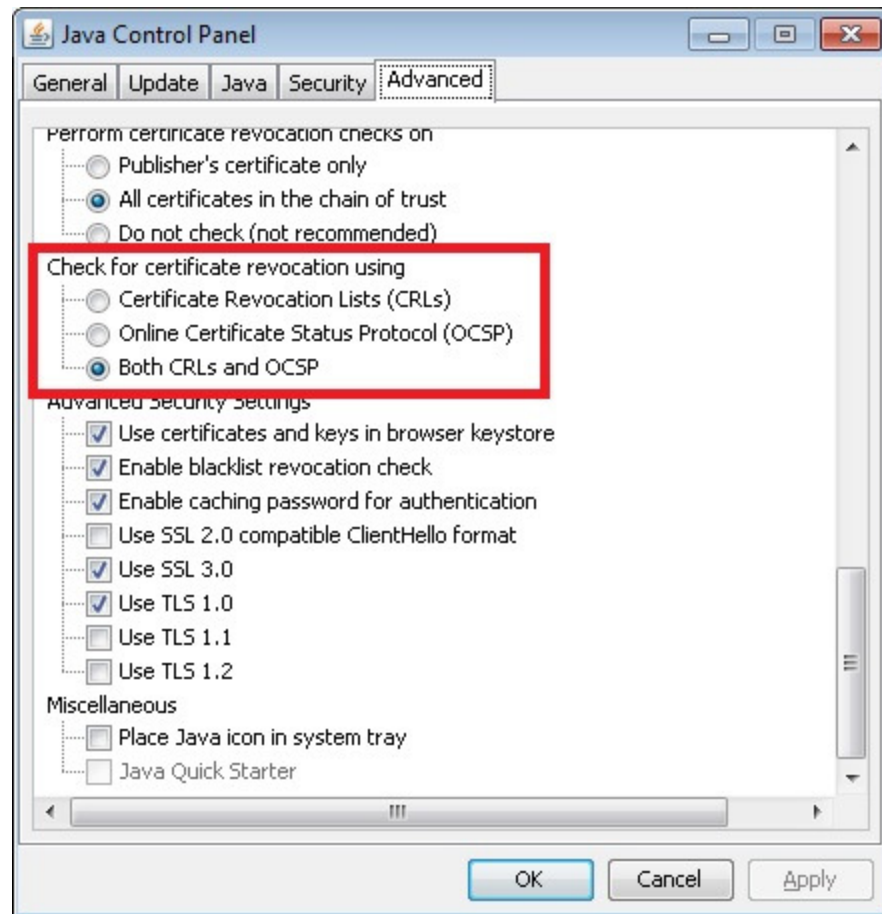 Java Control Panel
General Update Java Security Advanced
Perform certificate revocation checks on
Publisher's certificate only
All certificates in the chain of trust
Do not check (not recommended)
Check for certificate revocation using
Certificate Revocation Lists (CRLs)
Online Certificate Status Protocol (OCSP)
Both CRLs and OCSP
Advanced Security Settings
Use certificates and keys in browser keystore
Enable blacklist revocation check
Enable caching password for authentication
Use SSL 2.0 compatible ClientHello format
Use SSL 3.0
Use TLS 1.0
Use TLS 1.1
Use TLS 1.2
Miscellaneous
Place Java icon in system tray
Java Quick Starter
OK Cancel Apply